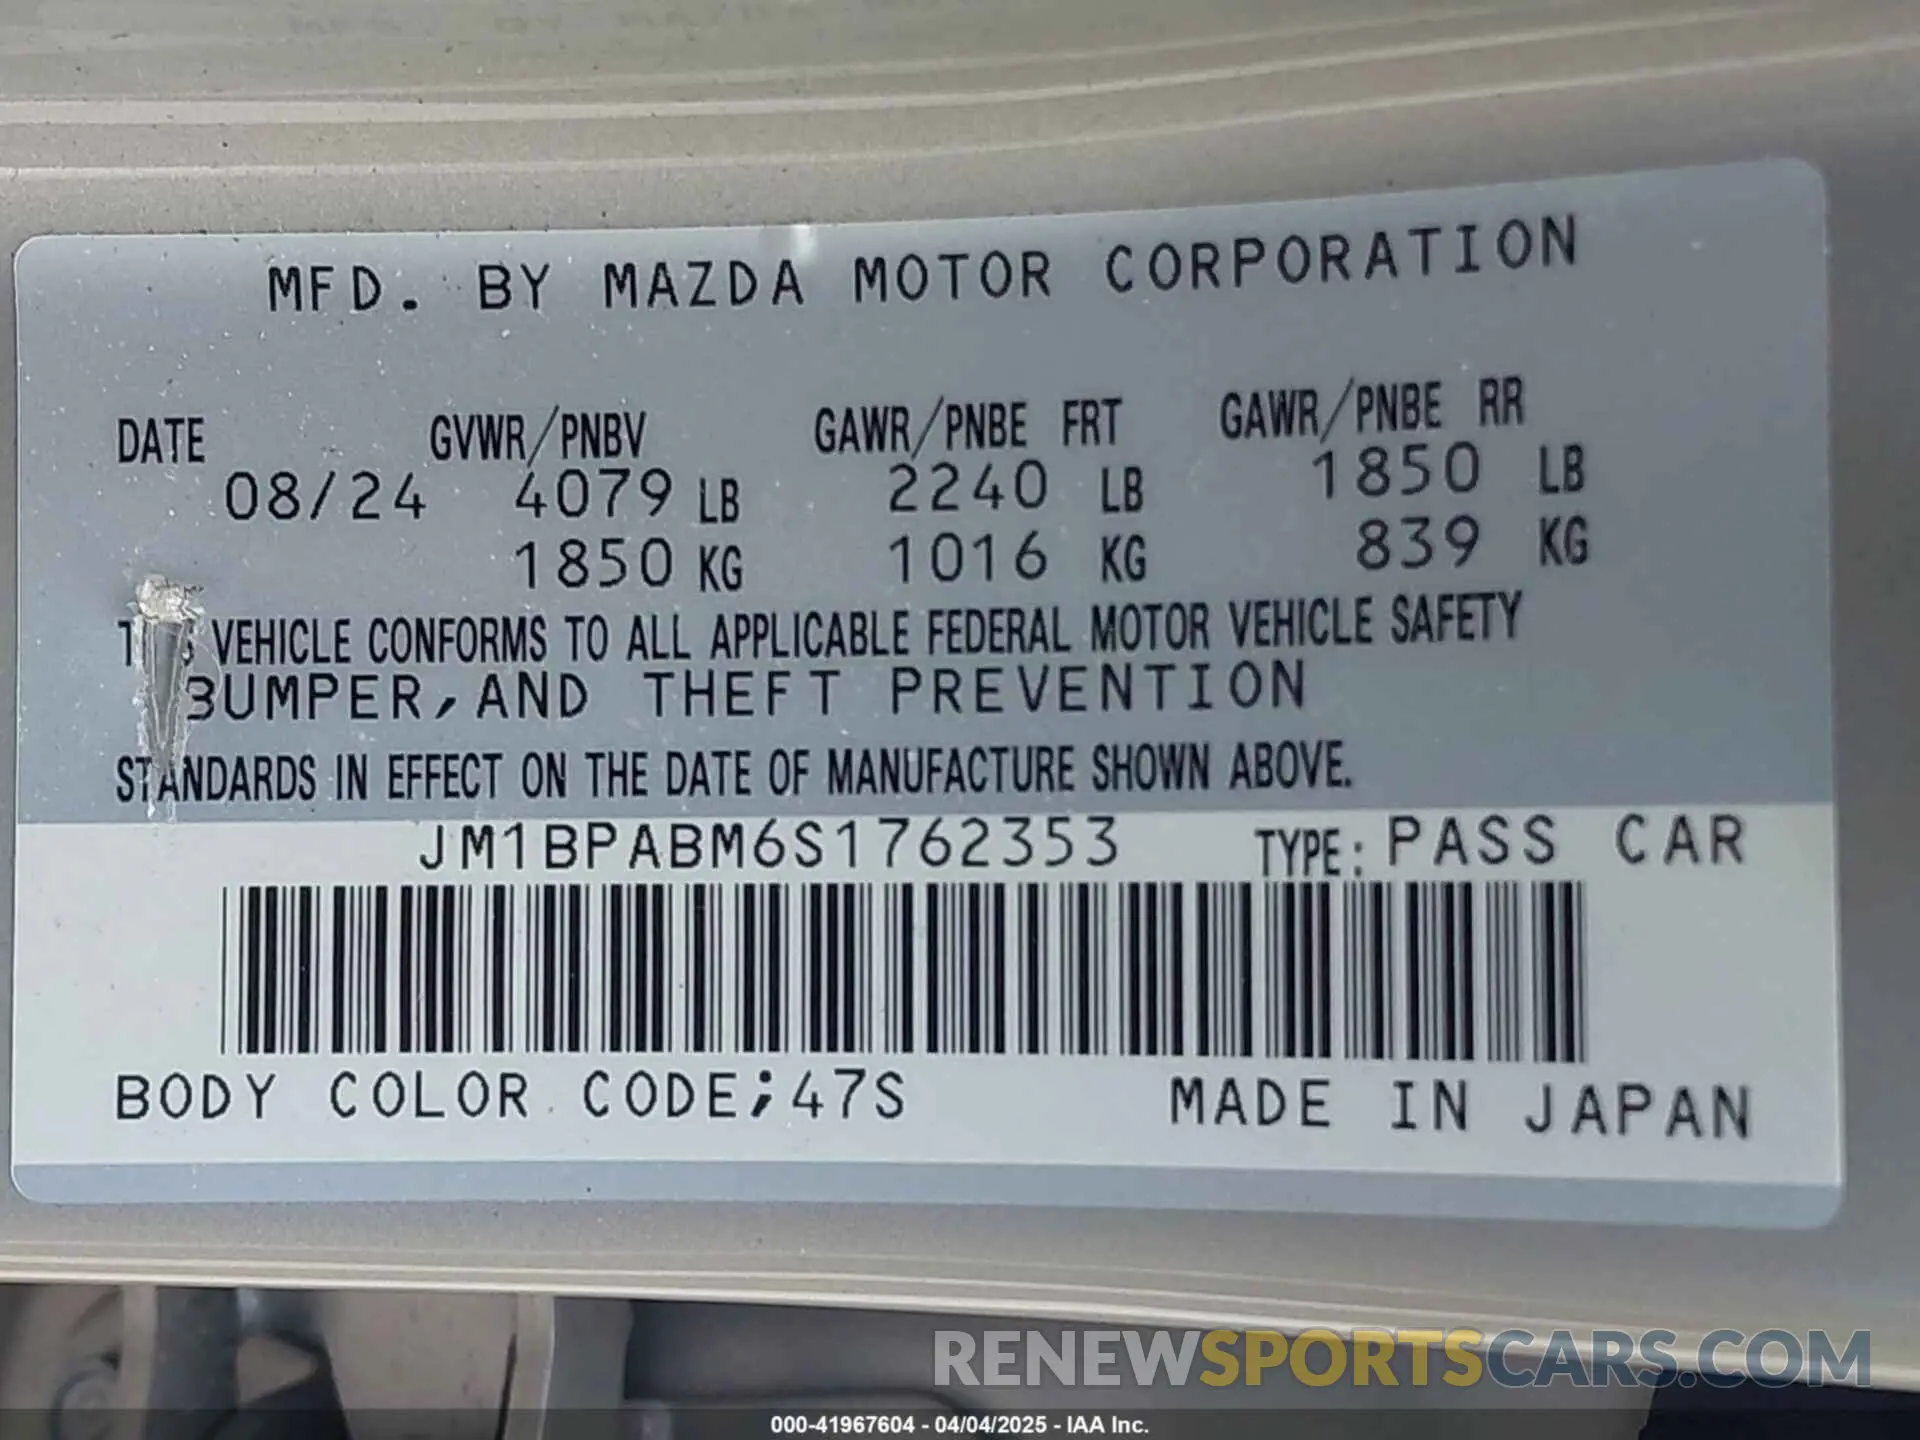 MFD. BY MAZDA MOTOR CORPORATION
DATE GVWR/PNBV GAWR/PNBE FRT GAWR/PNBE RR
08/24 4079 LB 2240 LB 1850 LB
1850 KG 1016 KG 839 KG
VEHICLE CONFORMS TO ALL APPLICABLE FEDERAL MOTOR VEHICLE SAFETY
BUMPER, AND THEFT PREVENTION
STANDARDS IN EFFECT ON THE DATE OF MANUFACTURE SHOWN ABOVE.
JM1BPABM6S1762353 TYPE: PASS CAR
BODY COLOR CODE;47S MADE IN JAPAN
RENEWSPORTSCARS.COM
000-41967604 - 04/04/2025 - IAA Inc.